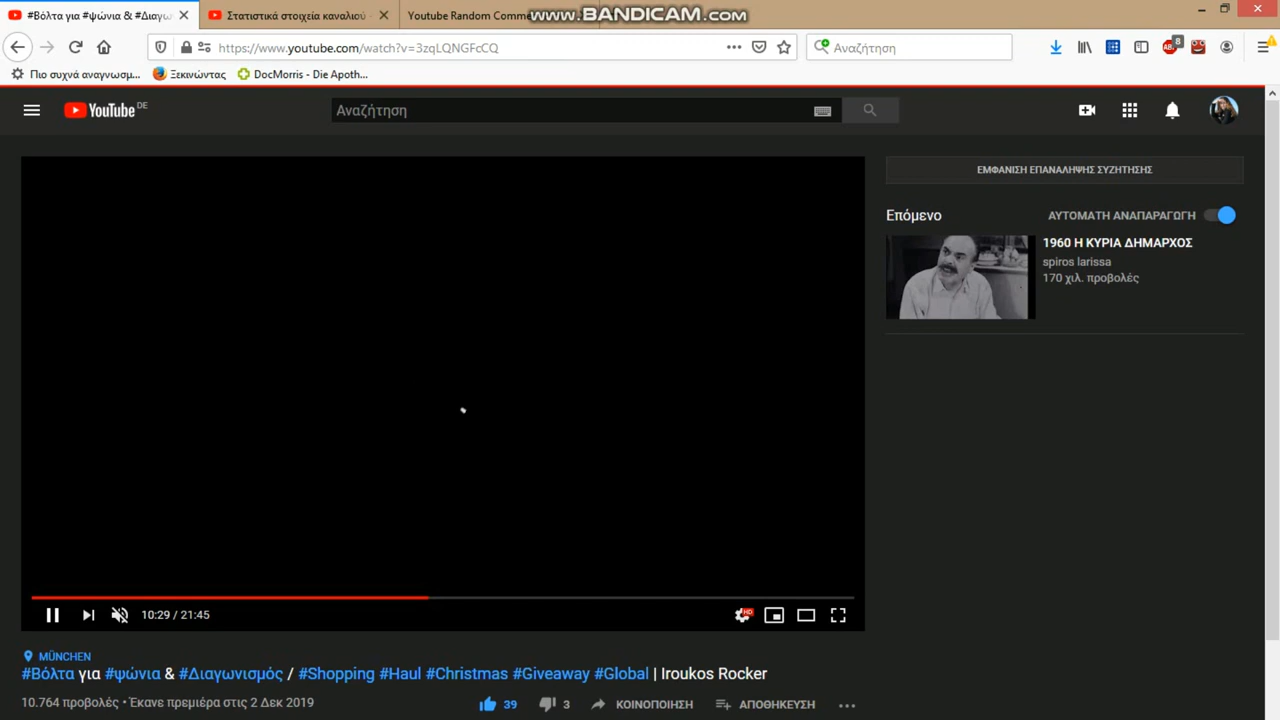 #Βόλτα για #ψώνια & #Διαγω
Στατιστικά στοιχεία καναλιού -
Youtube Random Comme
www.BANDICAM.com
https://www.youtube.com/watch?v=3zqLQNGFcCQ
Αναζήτηση
8
Πιο συχνά αναγνωσμ...
Ξεκινώντας
DocMorris - Die Apoth...
YouTube DE
Αναζήτηση
ΕΜΦΑΝΙΣΗ ΕΠΑΝΑΛΗΨΗΣ ΣΥΖΗΤΗΣΗΣ
Επόμενο
ΑΥΤΟΜΑΤΗ ΑΝΑΠΑΡΑΓΩΓΗ
1960 Η ΚΥΡΙΑ ΔΗΜΑΡΧΟΣ
spiros larissa
170 χιλ. προβολές
10:29 / 21:45
HD
MÜNCHEN
#Βόλτα για #ψώνια & #Διαγωνισμός / #Shopping #Haul #Christmas #Giveaway #Global | Iroukos Rocker
10.764 προβολές • Έκανε πρεμιέρα στις 2 Δεκ 2019
39
3
ΚΟΙΝΟΠΟΙΗΣΗ
ΑΠΟΘΗΚΕΥΣΗ